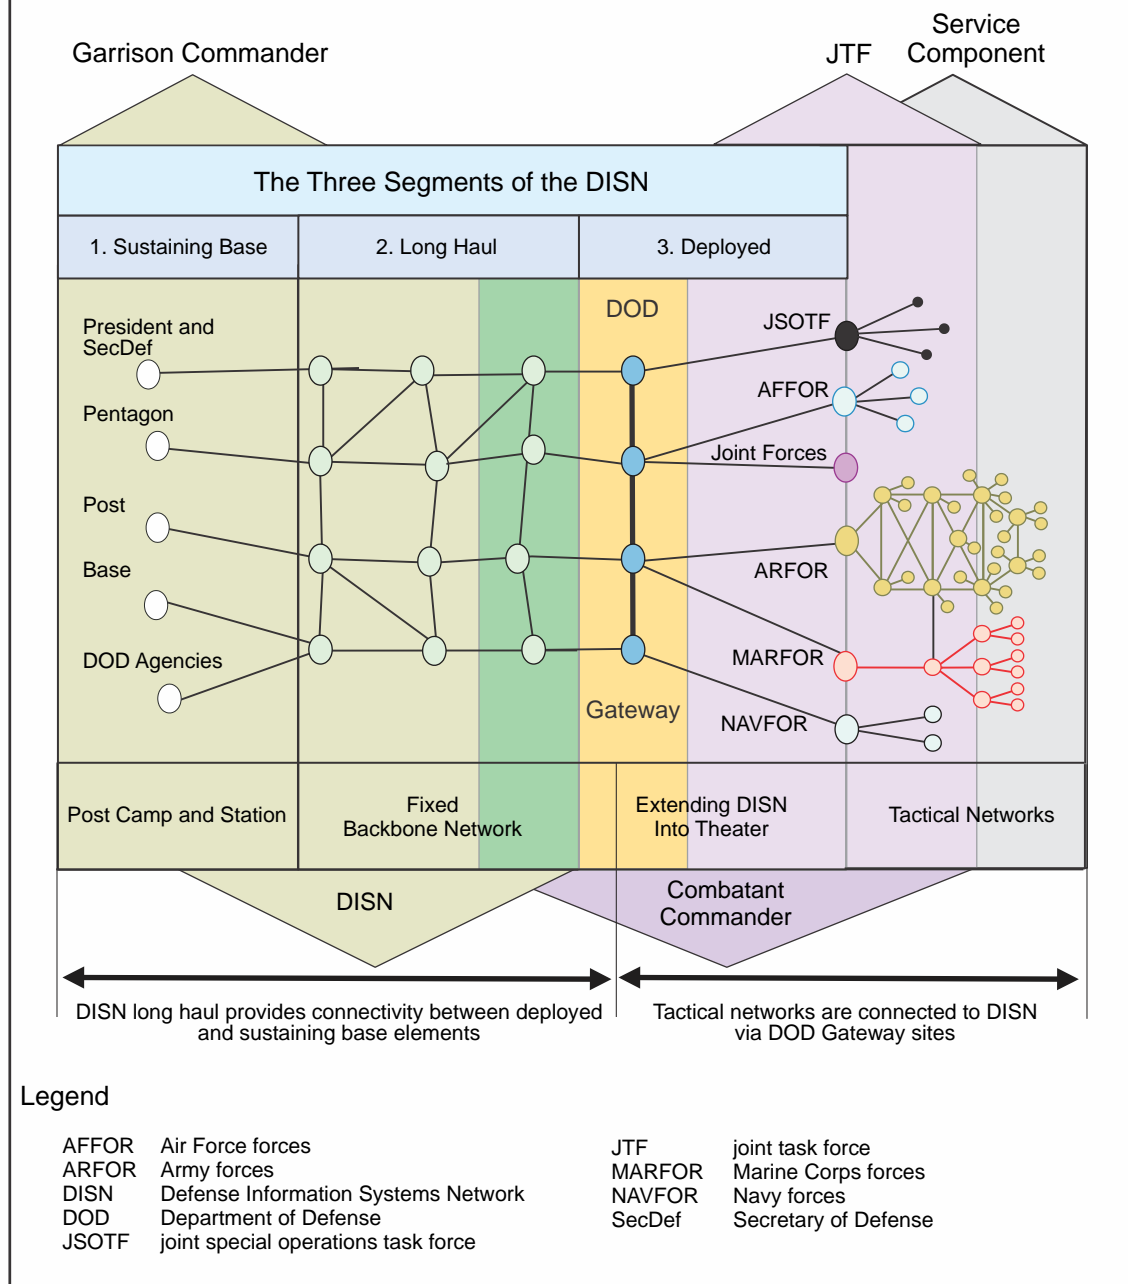 Garrison Commander
JTF
Service
Component
The Three Segments of the DISN
1. Sustaining Base
2. Long Haul
3. Deployed
President and
SecDef
Pentagon
Post
Base
DOD Agencies
DOD
Gateway
JSOTF
AFFOR
Joint Forces
ARFOR
MARFOR
NAVFOR
Post Camp and Station
Fixed
Backbone Network
Extending DISN
Into Theater
Tactical Networks
DISN
Combatant
Commander
DISN long haul provides connectivity between deployed
and sustaining base elements
Tactical networks are connected to DISN
via DOD Gateway sites
Legend
AFFOR Air Force forces
ARFOR Army forces
DISN Defense Information Systems Network
DOD Department of Defense
JSOTF joint special operations task force
JTF joint task force
MARFOR Marine Corps forces
NAVFOR Navy forces
SecDef Secretary of Defense